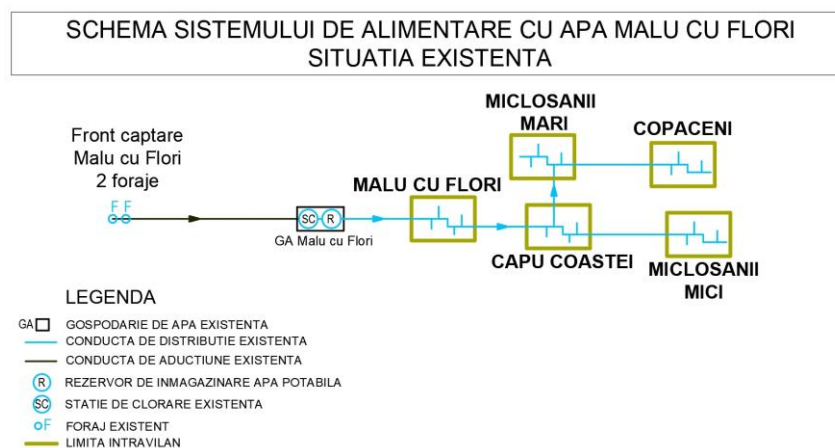 SCHEMA SISTEMULUI DE ALIMENTARE CU APA MALU CU FLORI
SITUATIA EXISTENTA
Front captare
Malu cu Flori
2 foraje
F F
SC R
GA Malu cu Flori
MALU CU FLORI
MICLOSANII
MARI
COPACENI
CAPU COASTEI
MICLOSANII
MICI
LEGENDA
GA GOSPODARIE DE APA EXISTENTA
CONDUCTA DE DISTRIBUTIE EXISTENTA
CONDUCTA DE ADUCTIUNE EXISTENTA
R REZERVOR DE INMAGAZINARE APA POTABILA
SC STATIE DE CLORARE EXISTENTA
F FORAJ EXISTENT
LIMITA INTRAVILAN